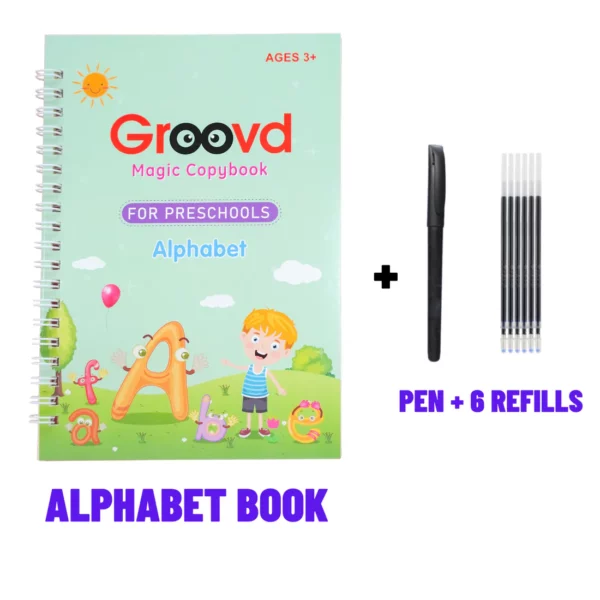 AGES 3+
Groovd
Magic Copybook
FOR PRESCHOOLS
Alphabet
f
A
a
b
e
+
PEN + 6 REFILLS
ALPHABET BOOK